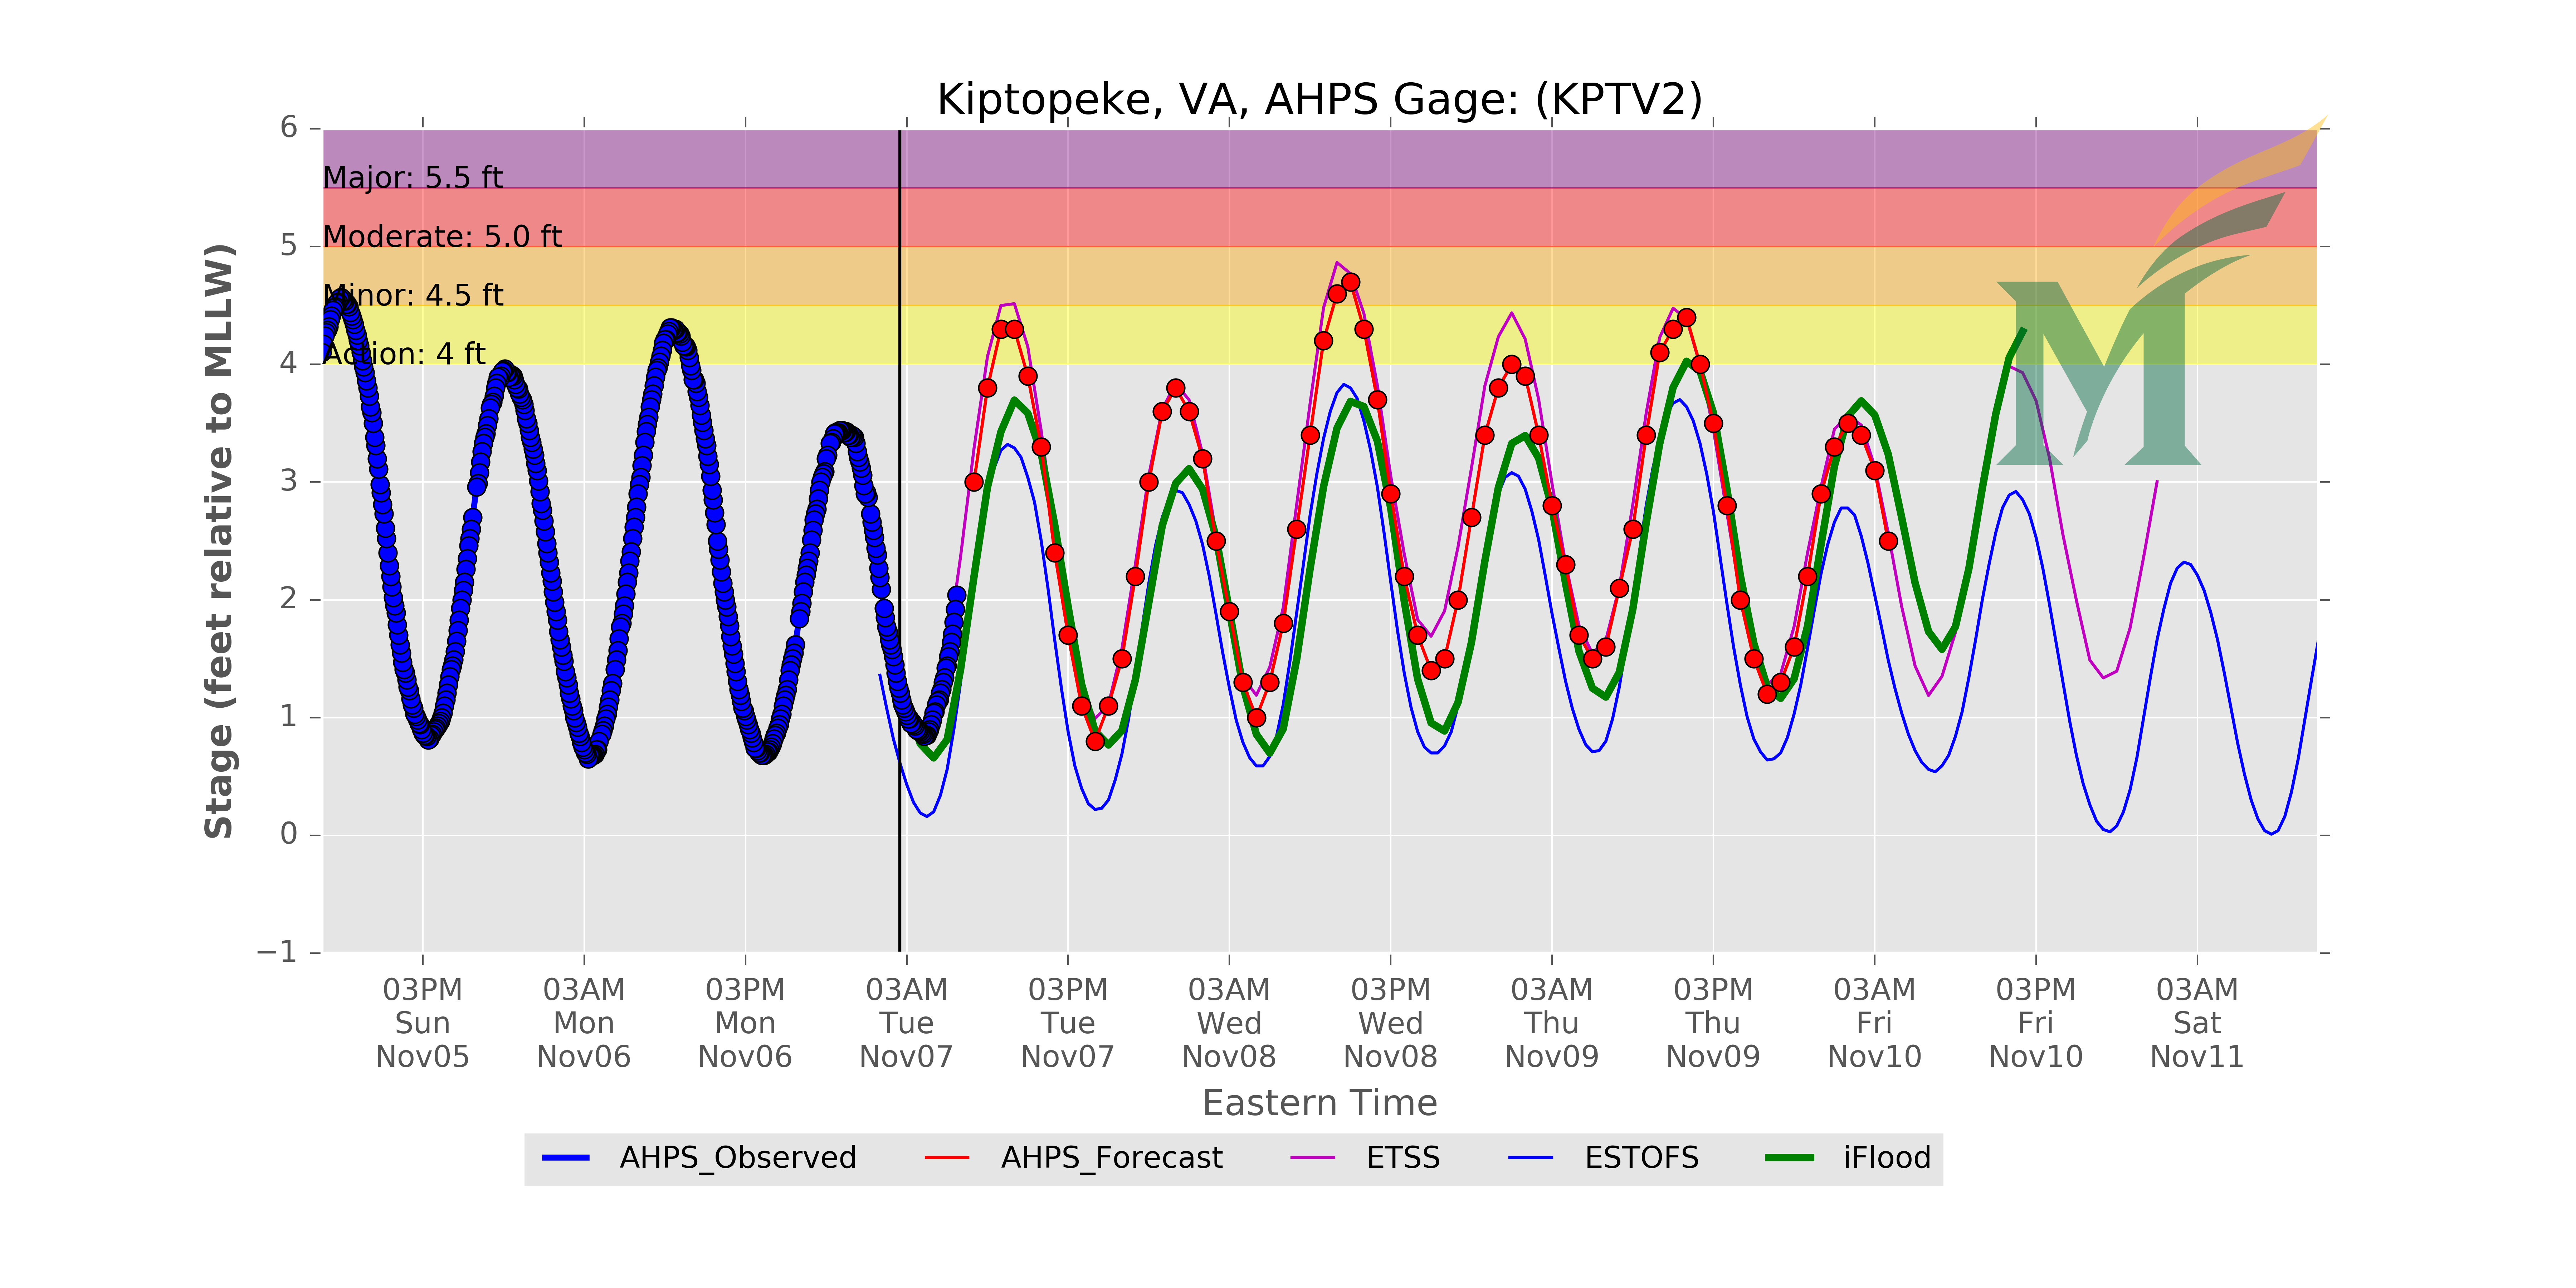 Kiptopeke, VA, AHPS Gage: (KPTV2)
6
5
4
3
2
1
0
−1
Stage (feet relative to MLLW)
Major: 5.5 ft
Moderate: 5.0 ft
Minor: 4.5 ft
Action: 4 ft
M
03PM
Sun
Nov05
03AM
Mon
Nov06
03PM
Mon
Nov06
03AM
Tue
Nov07
03PM
Tue
Nov07
03AM
Wed
Nov08
03PM
Wed
Nov08
03AM
Thu
Nov09
03PM
Thu
Nov09
03AM
Fri
Nov10
03PM
Fri
Nov10
03AM
Sat
Nov11
Eastern Time
AHPS_Observed AHPS_Forecast ETSS ESTOFS iFlood